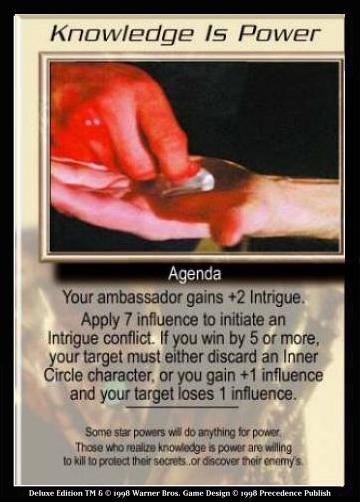 Knowledge Is Power
Agenda
Your ambassador gains +2 Intrigue.
Apply 7 influence to initiate an
Intrigue conflict. If you win by 5 or more,
your target must either discard an Inner
Circle character, or you gain +1 influence
and your target loses 1 influence.
Some star powers will do anything for power.
Those who realize knowledge is power are willing
to kill to protect their secrets..or discover their enemy's.
Deluxe Edition TM & © 1998 Warner Bros. Game Design © 1998 Precedence Publish